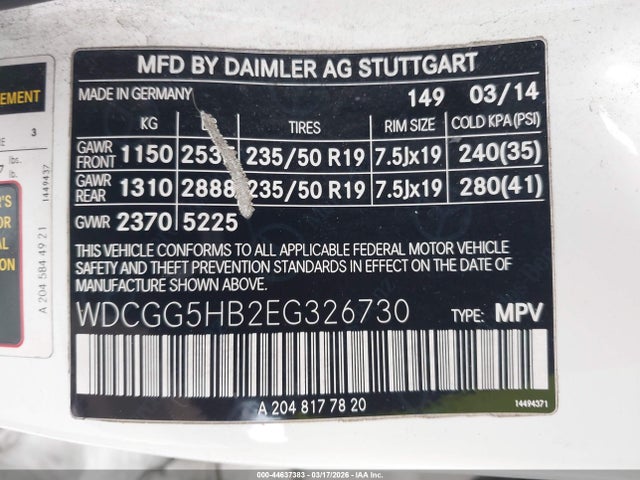 MFD BY DAIMLER AG STUTTGART
MADE IN GERMANY 149 03/14
KG TIRES RIM SIZE COLD KPA(PSI)
GAWR FRONT 1150 2535 235/50 R19 7.5Jx19 240(35)
GAWR REAR 1310 2888 235/50 R19 7.5Jx19 280(41)
GVWR 2370 5225
THIS VEHICLE CONFORMS TO ALL APPLICABLE FEDERAL MOTOR VEHICLE
SAFETY AND THEFT PREVENTION STANDARDS IN EFFECT ON THE DATE OF
MANUFACTURE SHOWN ABOVE.
WDCGG5HB2EG326730 TYPE: MPV
A 204 817 78 20
14494371
EMENT
3
lbs.
1449437
A 204 584 49 21
000-44637383 | 03/17/2026 - IAAI, Inc.